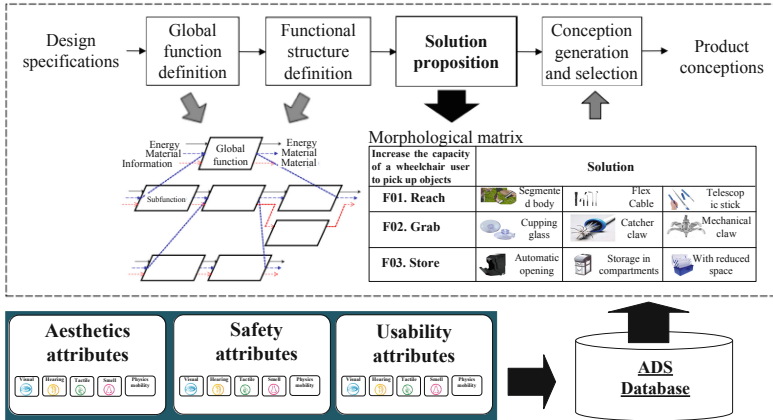 Design
specifications
Global
function
definition
Functional
structure
definition
Solution
proposition
Conception
generation
and selection
Product
conceptions
Energy
Material
Information
Global
function
Energy
Material
Material
Subfunction
Morphological matrix
Increase the capacity
of a wheelchair user
to pick up objects
Solution
F01. Reach
Segmente
d body
Flex
Cable
Telescop
ic stick
F02. Grab
Cupping
glass
Catcher
claw
Mechanical
claw
F03. Store
Automatic
opening
Storage in
compartments
With reduced
space
Aesthetics
attributes
Visual
Hearing
Tactile
Smell
Physics
mobility
Safety
attributes
Visual
Hearing
Tactile
Smell
Physics
mobility
Usability
attributes
Visual
Hearing
Tactile
Smell
Physics
mobility
ADS
Database